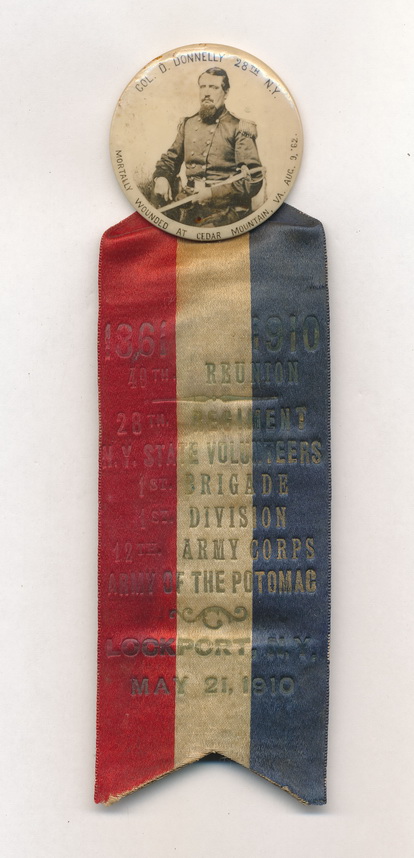 COL. D. DONNELLY 28TH N.Y.
MORTALLY WOUNDED AT CEDAR MOUNTAIN, VA. AUG. 9, '62.
1861 1910
49TH. REUNION
28TH. REGIMENT
N.Y. STATE VOLUNTEERS
1ST. BRIGADE
1ST. DIVISION
12TH. ARMY CORPS
ARMY OF THE POTOMAC
LOCKPORT, N.Y.
MAY 21, 1910